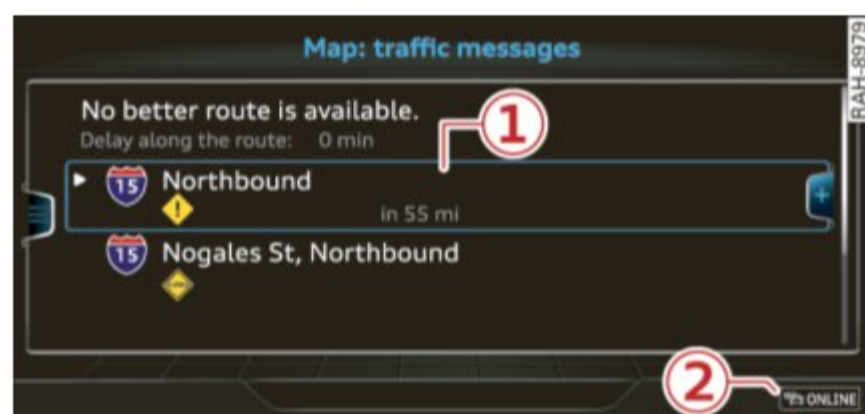 Map: traffic messages
RAH-8979
No better route is available.
Delay along the route: 0 min
1
15 Northbound
in 55 mi
15 Nogales St, Northbound
2
ONLINE